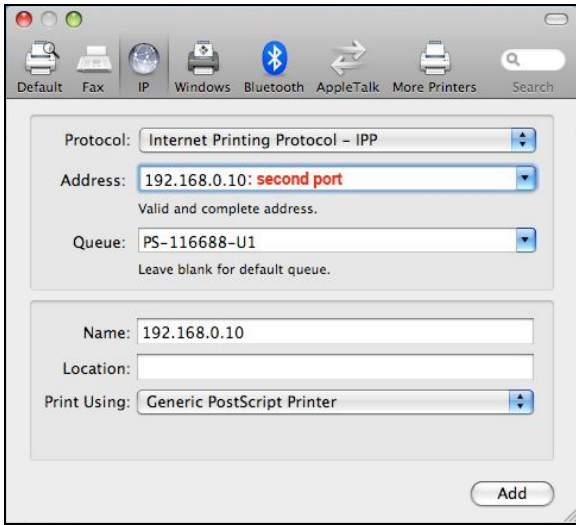 Default Fax IP Windows Bluetooth AppleTalk More Printers Search
Protocol: Internet Printing Protocol – IPP
Address: 192.168.0.10: second port
Valid and complete address.
Queue: PS-116688-U1
Leave blank for default queue.
Name: 192.168.0.10
Location:
Print Using: Generic PostScript Printer
Add